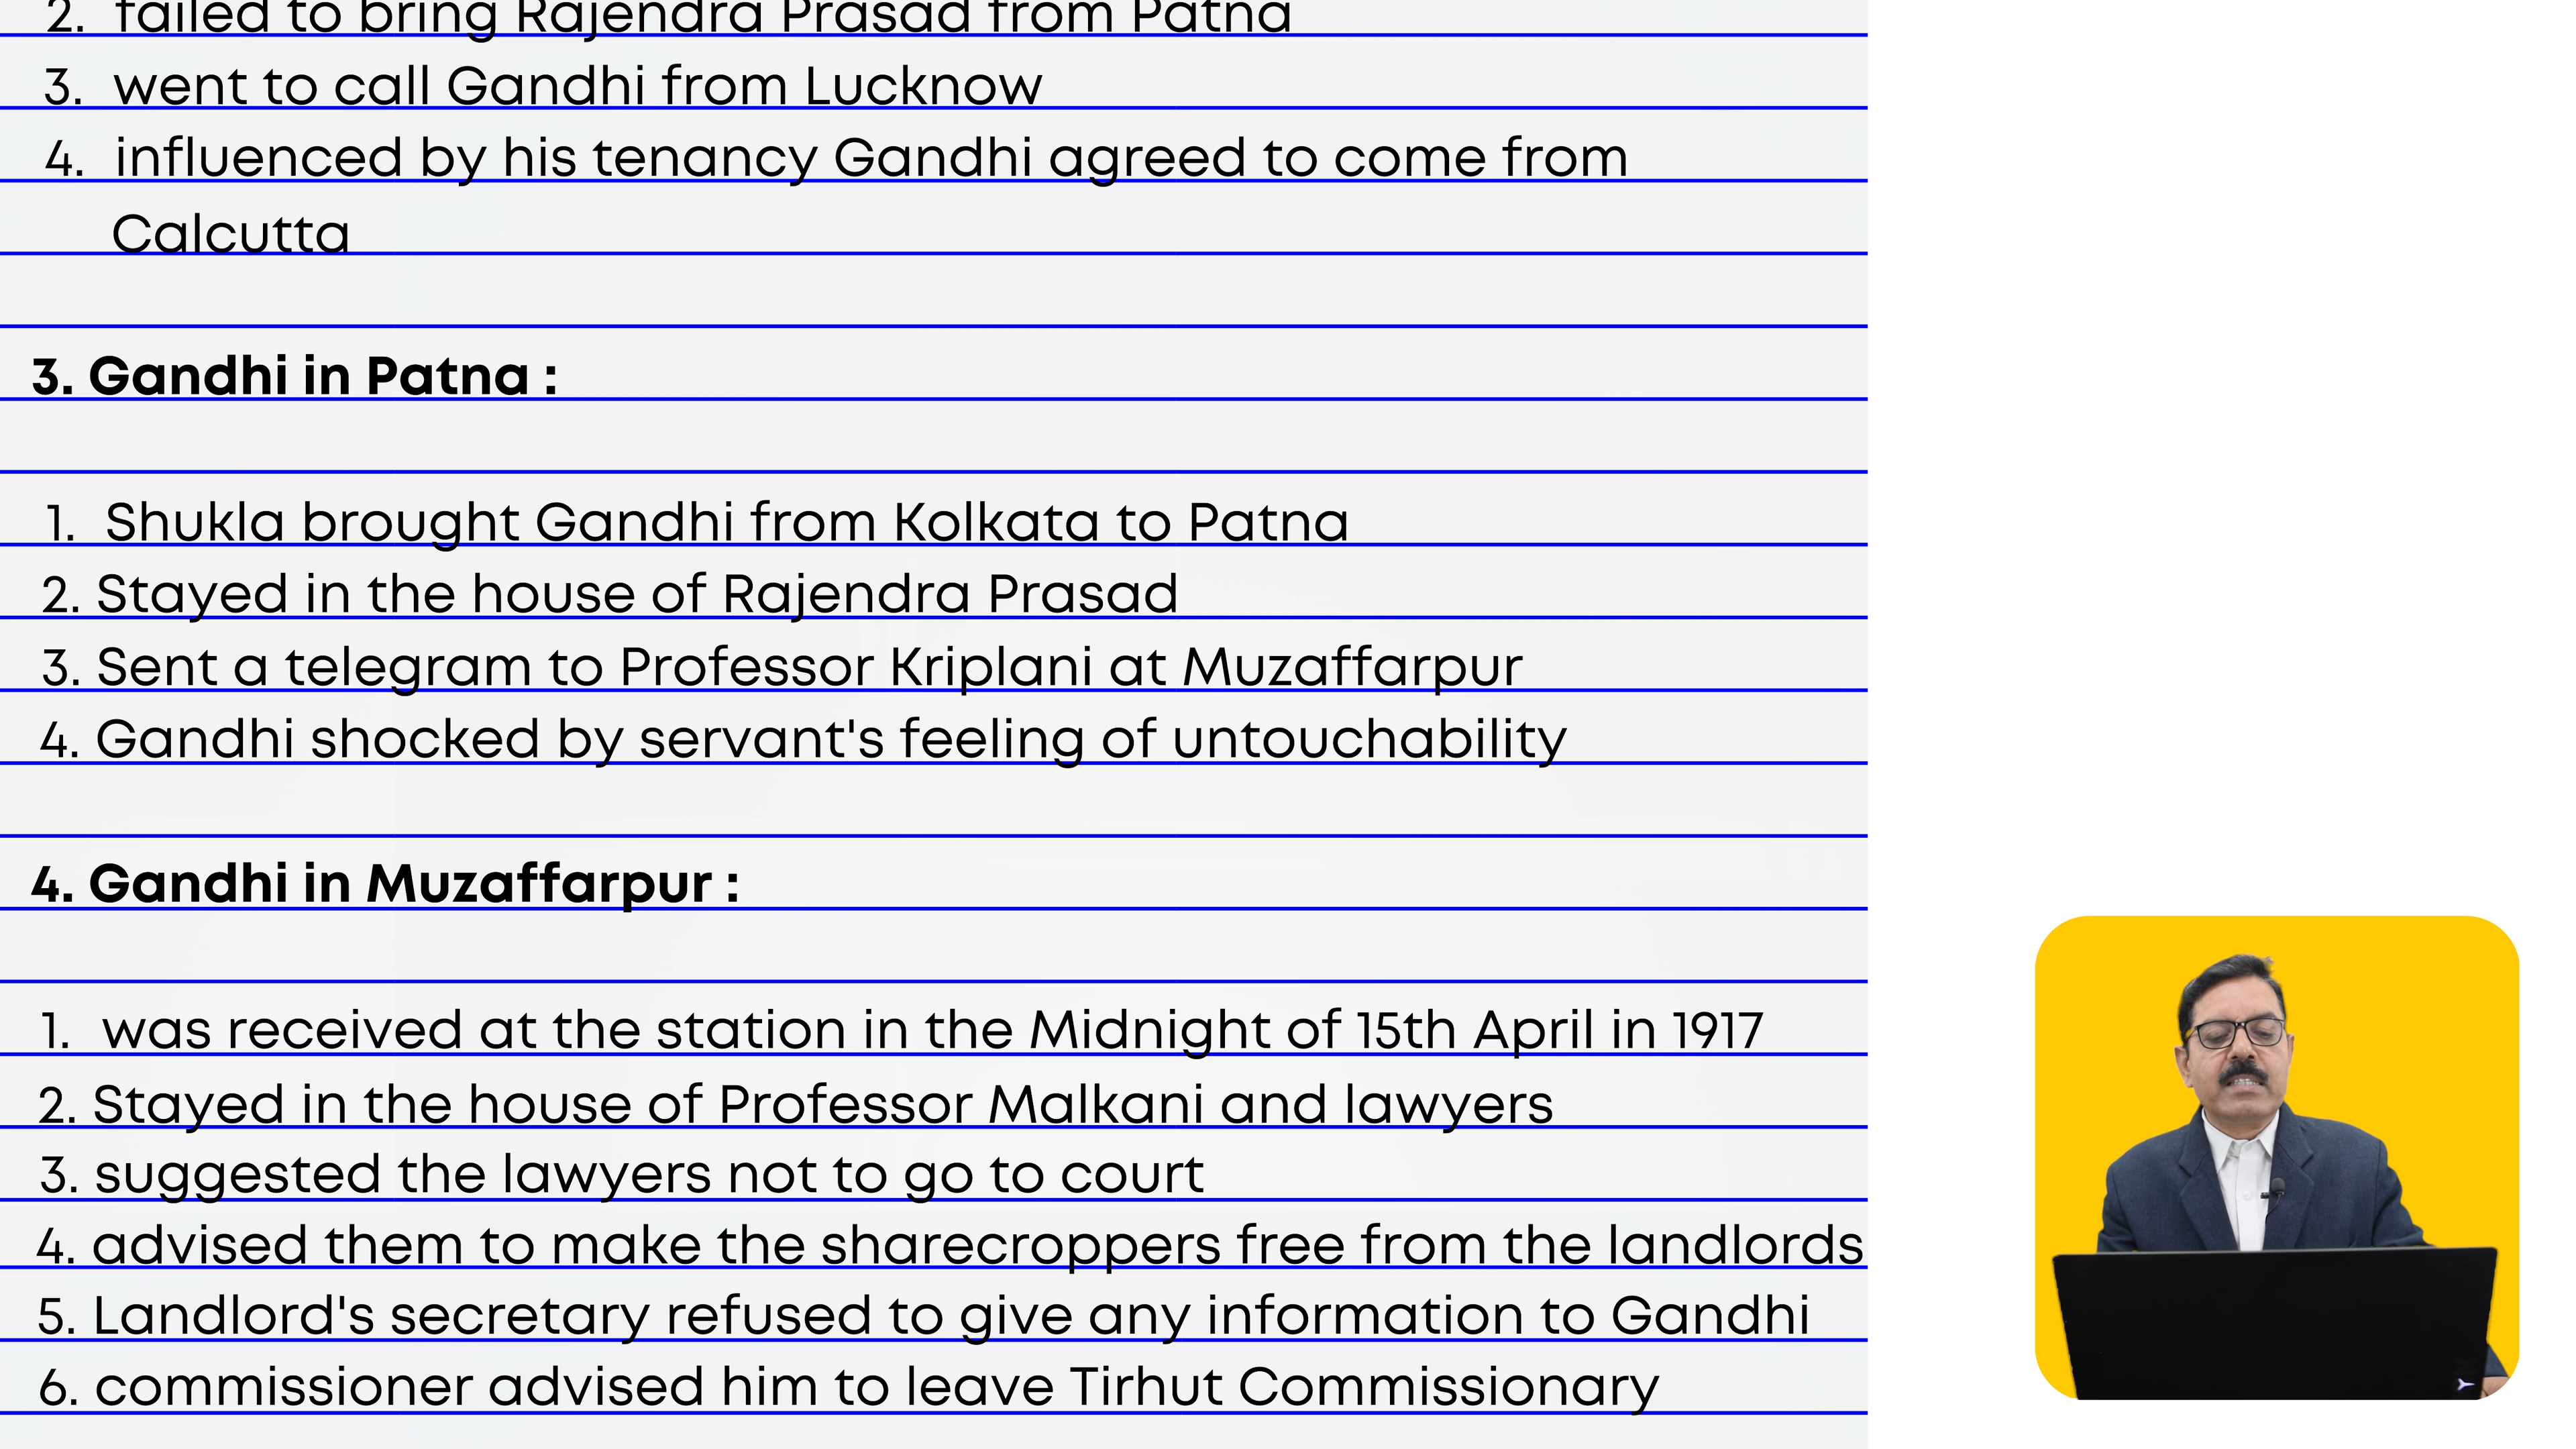 2. failed to bring Rajendra Prasad from Patna
3. went to call Gandhi from Lucknow
4. influenced by his tenancy Gandhi agreed to come from
Calcutta
3. Gandhi in Patna :
1. Shukla brought Gandhi from Kolkata to Patna
2. Stayed in the house of Rajendra Prasad
3. Sent a telegram to Professor Kriplani at Muzaffarpur
4. Gandhi shocked by servant's feeling of untouchability
4. Gandhi in Muzaffarpur :
1. was received at the station in the Midnight of 15th April in 1917
2. Stayed in the house of Professor Malkani and lawyers
3. suggested the lawyers not to go to court
4. advised them to make the sharecroppers free from the landlords
5. Landlord's secretary refused to give any information to Gandhi
6. commissioner advised him to leave Tirhut Commissionary